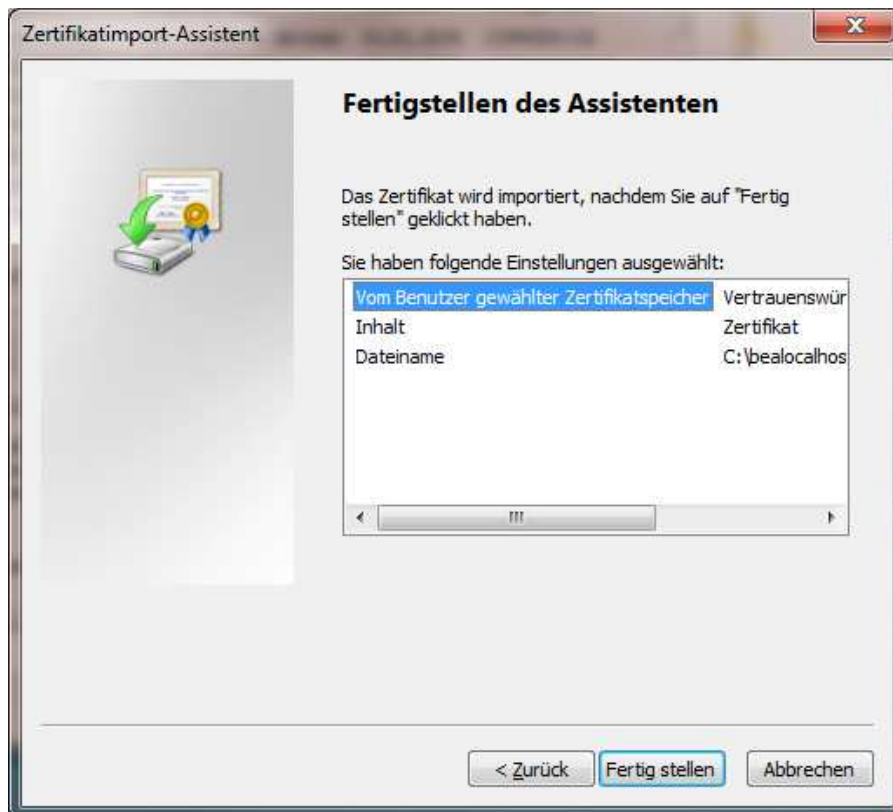 Zertifikatimport-Assistent
Fertigstellen des Assistenten
Das Zertifikat wird importiert, nachdem Sie auf "Fertig
stellen" geklickt haben.
Sie haben folgende Einstellungen ausgewählt:
Vom Benutzer gewählter Zertifikatspeicher Vertrauenswür
Inhalt Zertifikat
Dateiname C:\bealocalhos
< Zurück Fertig stellen Abbrechen